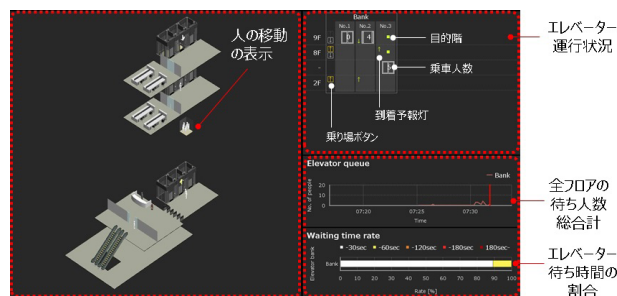 人の移動
の表示
Bank
No.1 No.2 No.3
9F
8F
-
2F
0 4
目的階
乗車人数
到着予報灯
乗り場ボタン
エレベーター
運行状況
Elevator queue
Bank
No. of people
20
10
0
07:20 07:25 07:30
Time
全フロアの
待ち人数
総合計
Waiting time rate
-30sec -60sec -120sec -180sec 180sec-
Elevator bank
Bank
0 10 20 30 40 50 60 70 80 90 100
Rate [%]
エレベーター
待ち時間の
割合